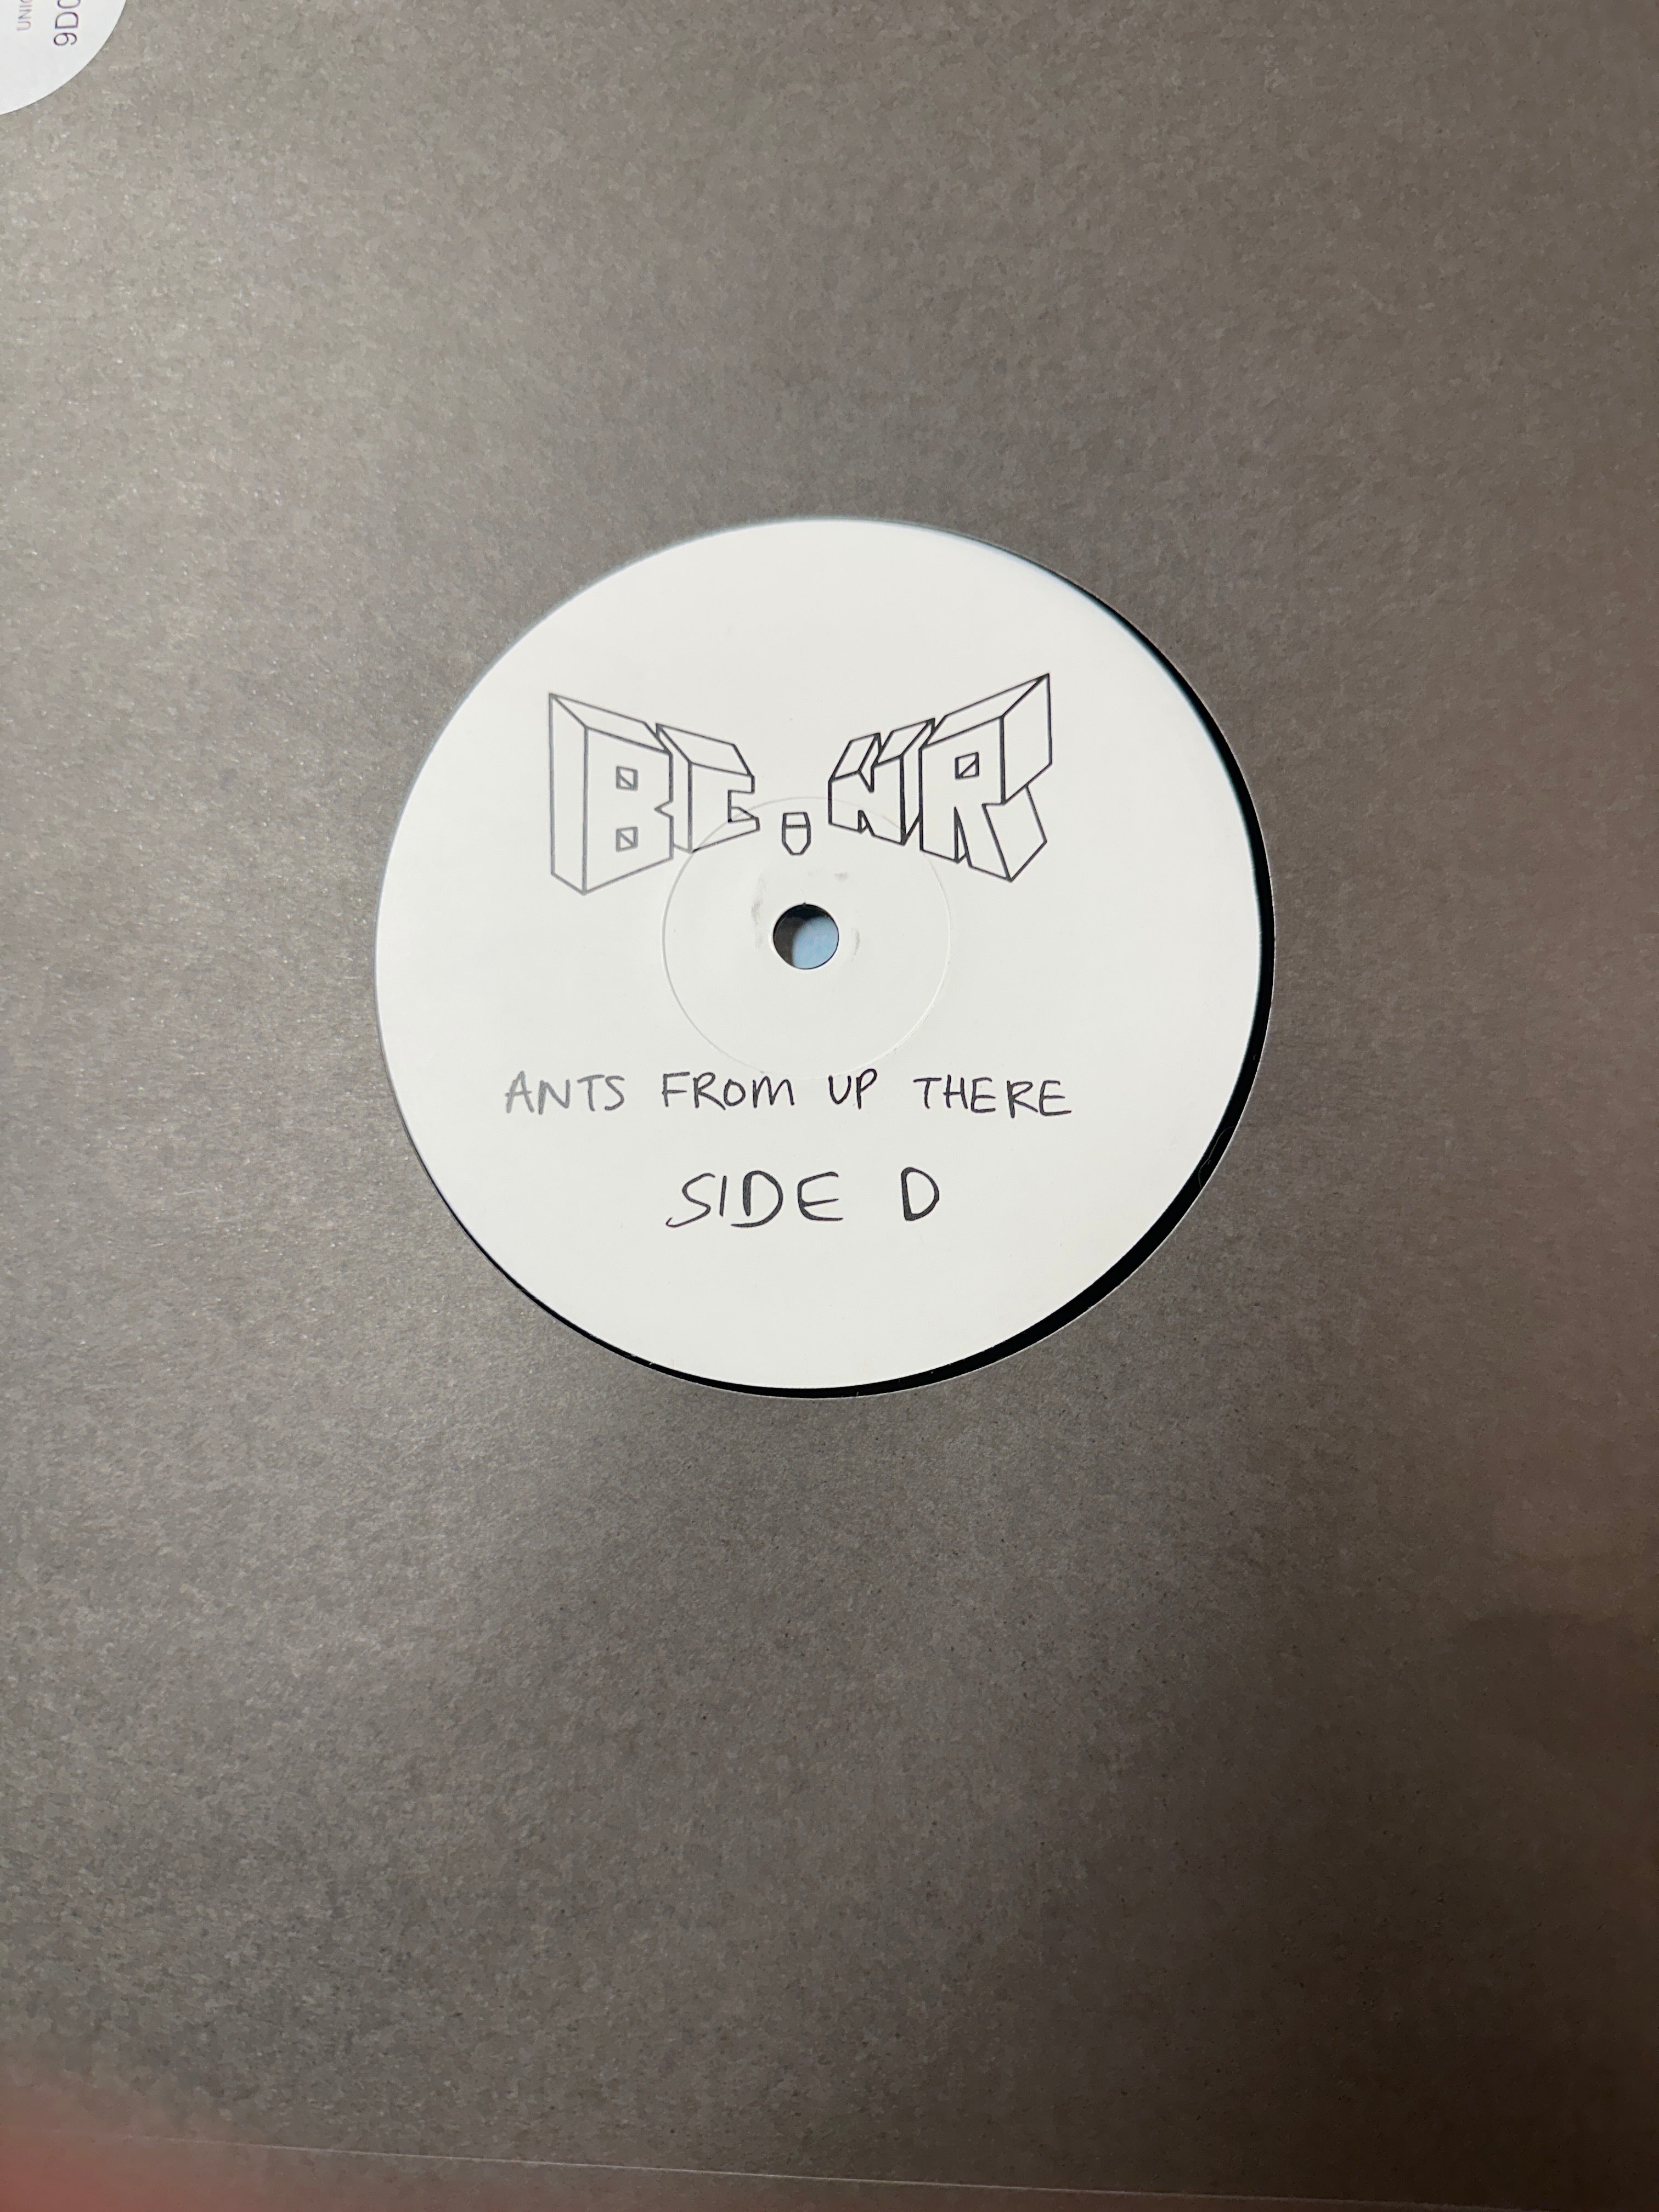 BC,NR
ANTS FROM UP THERE
SIDE D